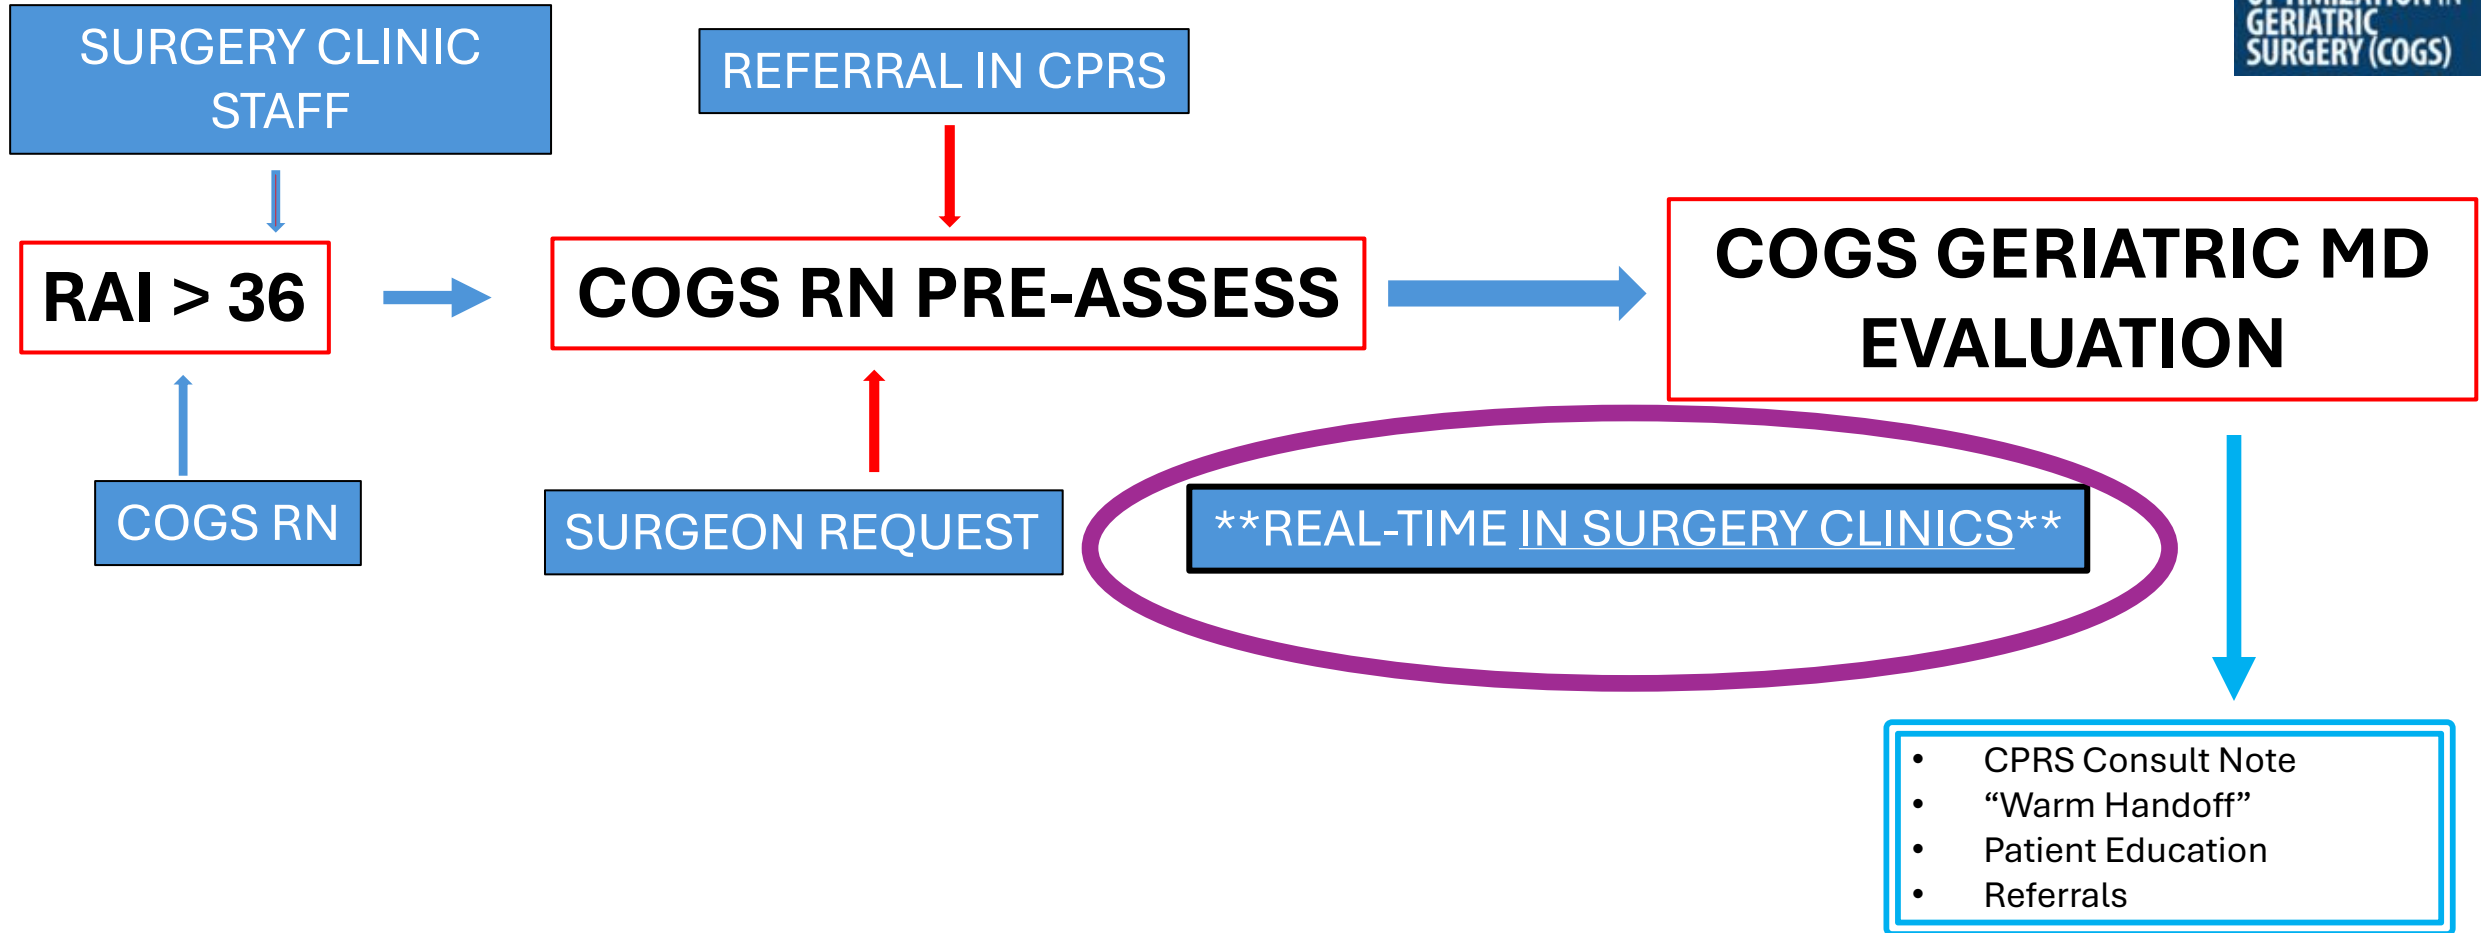 SURGERY CLINIC
STAFF
REFERRAL IN CPRS
GERIATRIC
SURGERY (COGS)
RAI > 36
COGS RN PRE-ASSESS
COGS GERIATRIC MD
EVALUATION
COGS RN
SURGEON REQUEST
**REAL-TIME IN SURGERY CLINICS**
• CPRS Consult Note
• “Warm Handoff”
• Patient Education
• Referrals